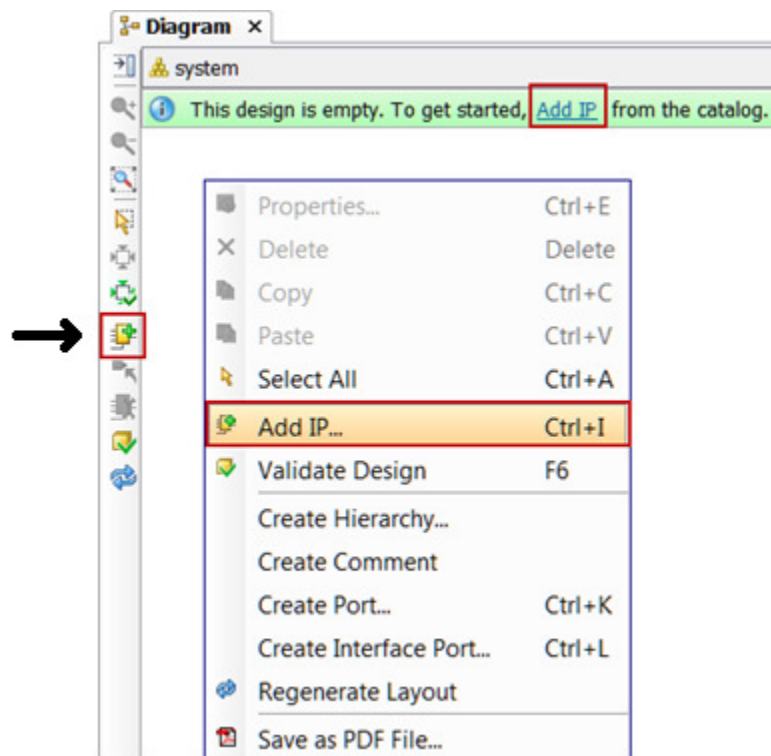 Diagram ×
system
This design is empty. To get started, Add IP from the catalog.
Properties... Ctrl+E
Delete Delete
Copy Ctrl+C
Paste Ctrl+V
Select All Ctrl+A
Add IP... Ctrl+I
Validate Design F6
Create Hierarchy...
Create Comment
Create Port... Ctrl+K
Create Interface Port... Ctrl+L
Regenerate Layout
Save as PDF File...